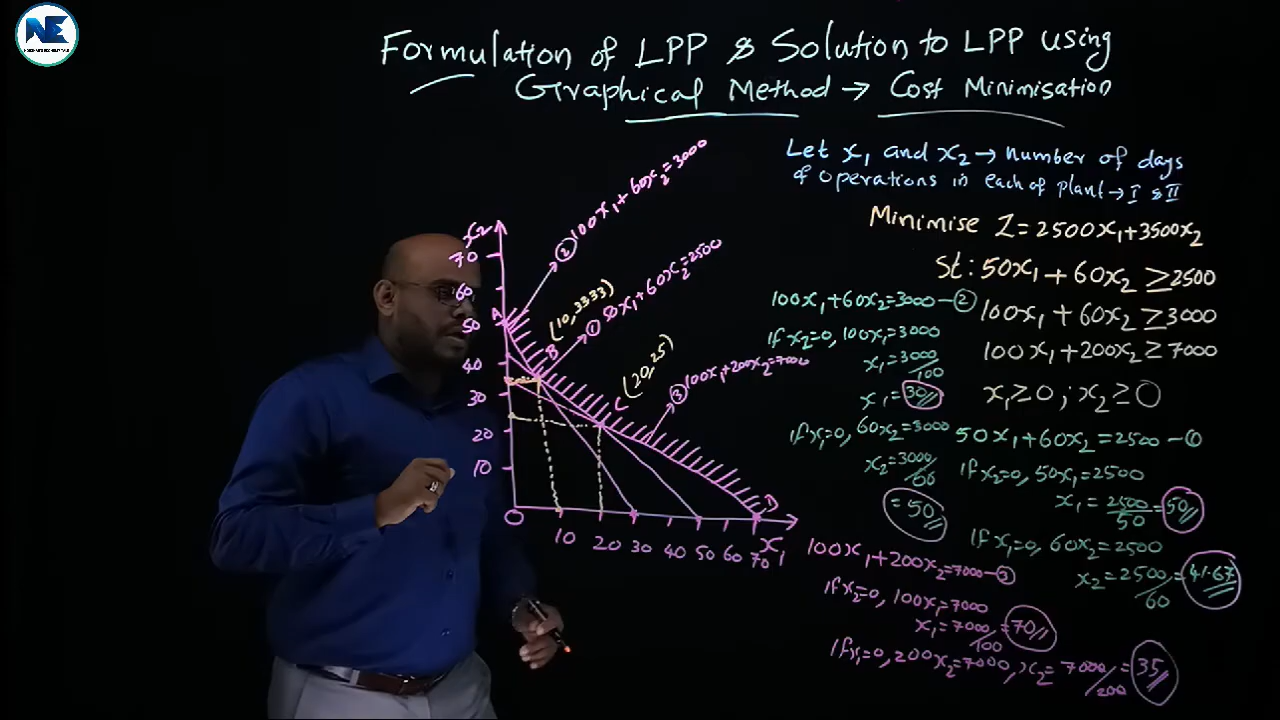 NE
Formulation of LPP & Solution to LPP using
Graphical Method → Cost Minimisation
Let x₁ and x₂ → number of days
of operations in each of plant → I & II
Minimise Z = 2500x₁ + 3500x₂
St: 50x₁ + 60x₂ ≥ 2500
100x₁ + 60x₂ ≥ 3000
100x₁ + 200x₂ ≥ 7000
x₁ ≥ 0 ; x₂ ≥ 0
50x₁ + 60x₂ = 2500 - ①
If x₂=0, 50x₁ = 2500
x₁ = 2500/50 = 50
If x₁=0, 60x₂ = 2500
x₂ = 2500/60 = 41.67
100x₁ + 60x₂ = 3000 - ②
if x₂=0, 100x₁ = 3000
x₁ = 3000/100
x₁ = 30
if x₁=0, 60x₂ = 3000
x₂ = 3000/60
= 50
100x₁ + 200x₂ = 7000 - ③
if x₂=0, 100x₁ = 7000
x₁ = 7000/100 = 70
If x₁=0, 200x₂ = 7000, x₂ = 7000/200 = 35
② 100x₁ + 60x₂ = 3000
① 50x₁ + 60x₂ = 2500
③ 100x₁ + 200x₂ = 7000
(10, 33.33)
(20, 25)
x₂
70
60
50
40
30
20
10
O
10 20 30 40 50 60 70 x₁
A
B
C
D